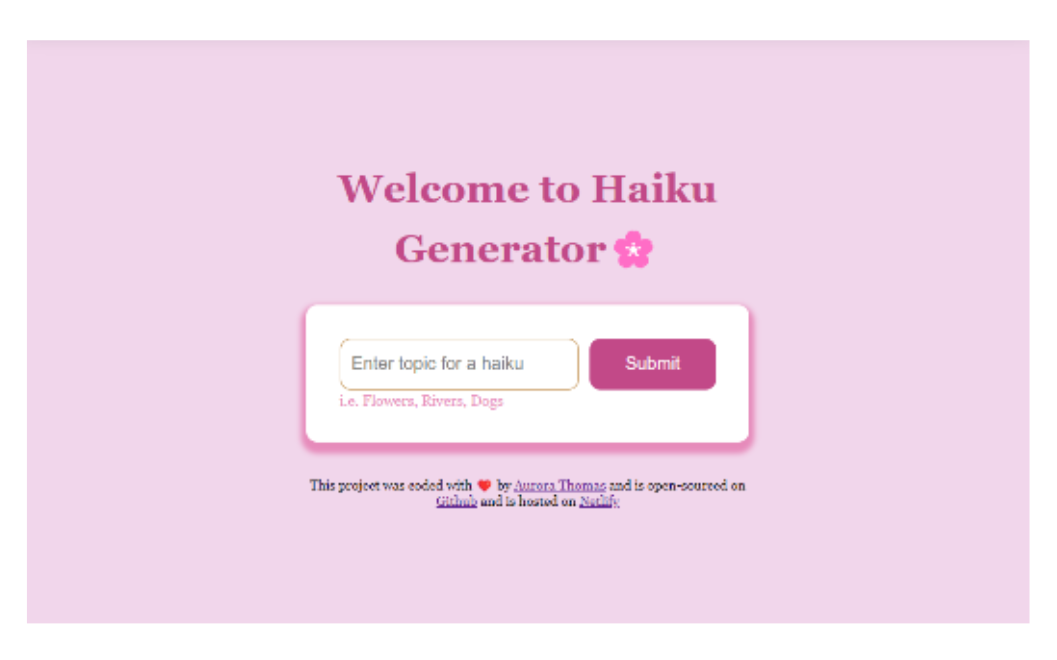 Welcome to Haiku
Generator
Enter topic for a haiku
Submit
i.e. Flowers, Rivers, Dogs
This project was coded with ❤️ by Aurora Thomas and is open-sourced on
Github and is hosted on Netlify